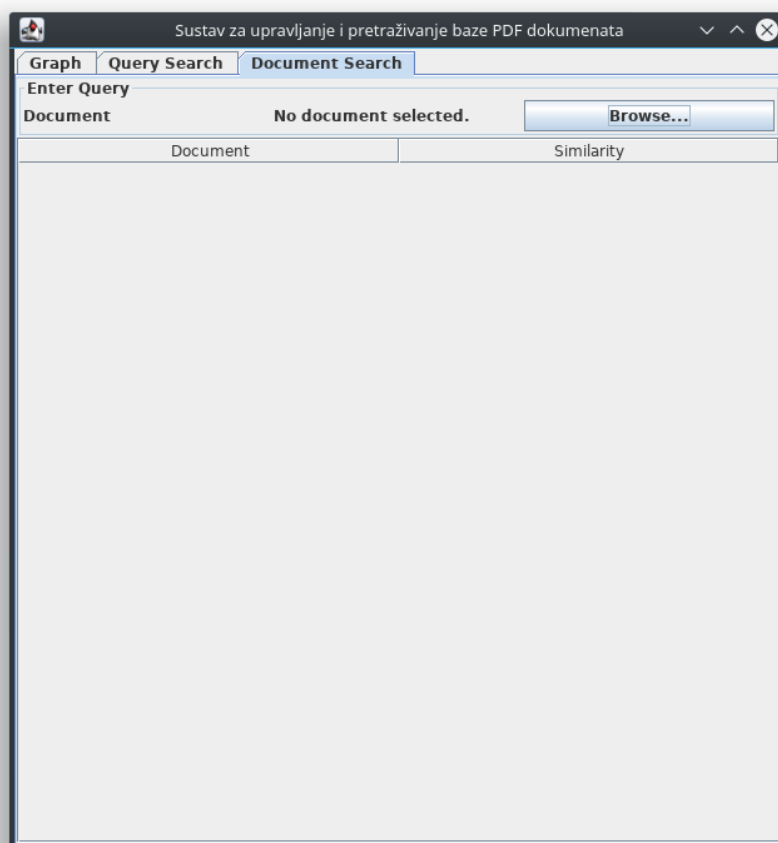 Sustav za upravljanje i pretraživanje baze PDF dokumenata
Graph Query Search Document Search
Enter Query
Document No document selected. Browse...
Document Similarity